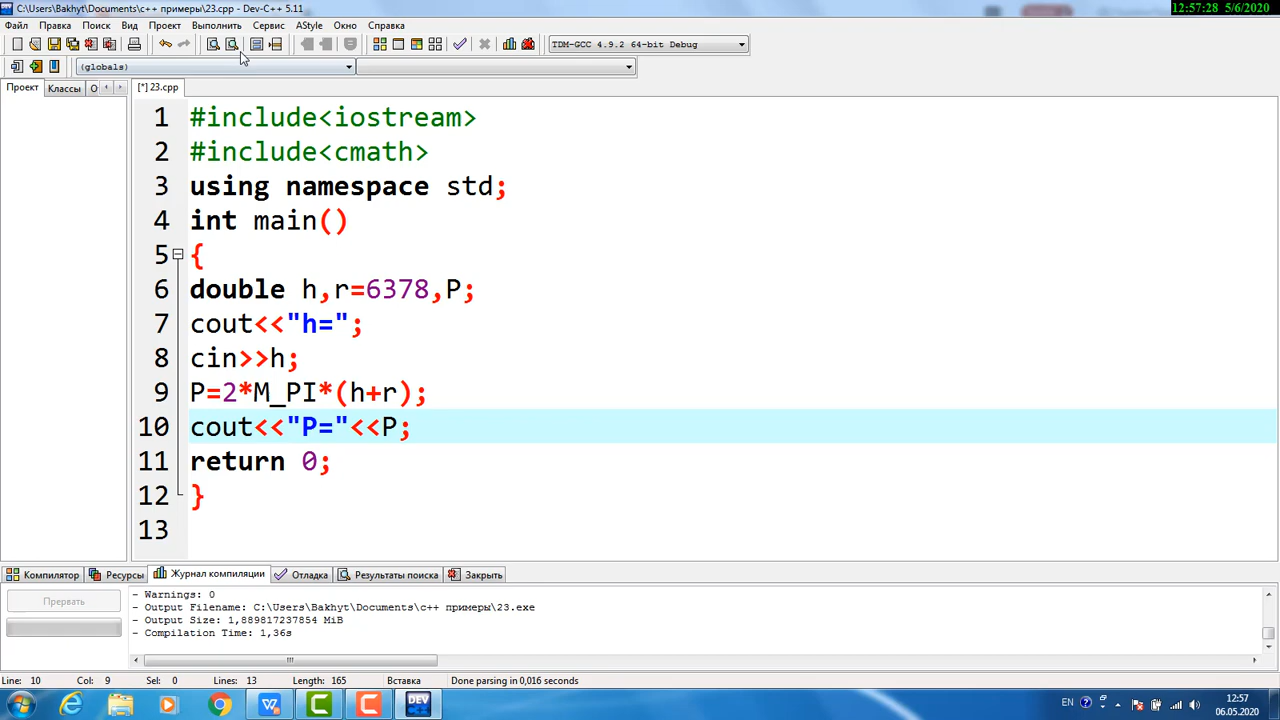 C:\Users\Bakhyt\Documents\c++ примеры\23.cpp - Dev-C++ 5.11
12:57:28 5/6/2020
Файл Правка Поиск Вид Проект Выполнить Сервис AStyle Окно Справка
TDM-GCC 4.9.2 64-bit Debug
(globals)
Проект Классы О
[*] 23.cpp
1 #include<iostream>
2 #include<cmath>
3 using namespace std;
4 int main()
5 {
6 double h,r=6378,P;
7 cout<<"h=";
8 cin>>h;
9 P=2*M_PI*(h+r);
10 cout<<"P="<<P;
11 return 0;
12 }
13
Компилятор Ресурсы Журнал компиляции Отладка Результаты поиска Закрыть
Прервать
- Warnings: 0
- Output Filename: C:\Users\Bakhyt\Documents\c++ примеры\23.exe
- Output Size: 1,889817237854 MiB
- Compilation Time: 1,36s
Line: 10 Col: 9 Sel: 0 Lines: 13 Length: 165 Вставка Done parsing in 0,016 seconds
DEV
EN
12:57
06.05.2020